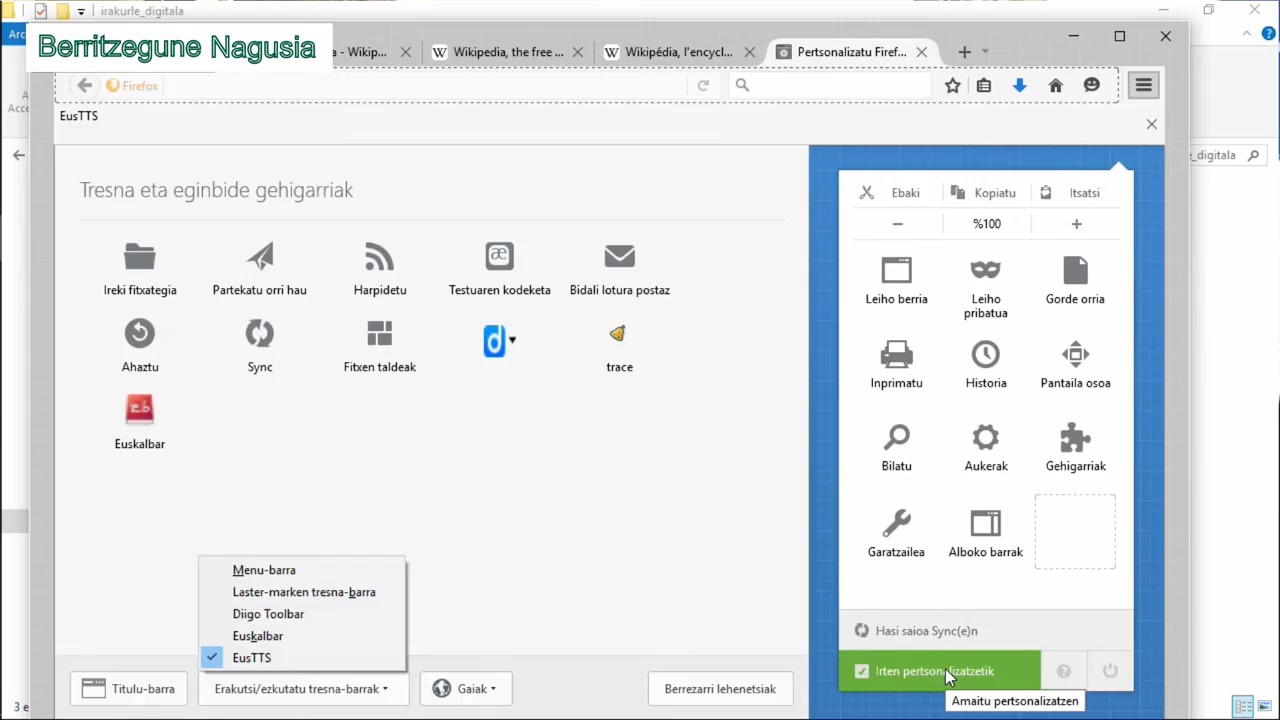 irakurle_digitala
Berritzegune Nagusia
- Wikip...
Wikipedia, the free ...
Wikipédia, l'encycl...
Pertsonalizatu Firef...
Firefox
EusTTS
_digitala
Tresna eta eginbide gehigarriak
Ireki fitxategia
Partekatu orri hau
Harpidetu
Testuaren kodeketa
Bidali lotura postaz
Ahaztu
Sync
Fitxen taldeak
trace
Euskalbar
Ebaki
Kopiatu
Itsatsi
%100
Leiho berria
Leiho
pribatua
Gorde orria
Inprimatu
Historia
Pantaila osoa
Bilatu
Aukerak
Gehigarriak
Garatzailea
Alboko barrak
Menu-barra
Laster-marken tresna-barra
Diigo Toolbar
Euskalbar
EusTTS
Hasi saioa Sync(e)n
Irten pertsonalizatzetik
Amaitu pertsonalizatzen
Titulu-barra
Erakutsi/ezkutatu tresna-barrak
Gaiak
Berrezarri lehenetsiak